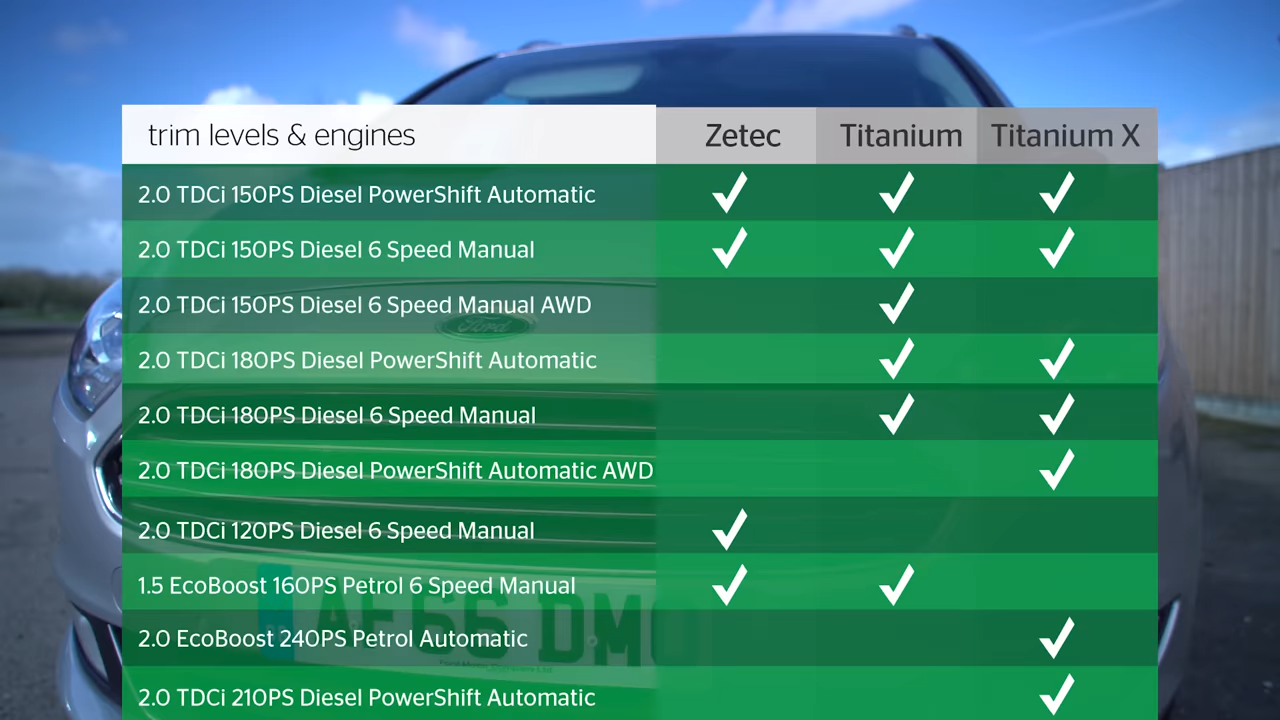 trim levels & engines Zetec Titanium Titanium X
2.0 TDCi 150PS Diesel PowerShift Automatic ✓ ✓ ✓
2.0 TDCi 150PS Diesel 6 Speed Manual ✓ ✓ ✓
2.0 TDCi 150PS Diesel 6 Speed Manual AWD ✓
Ford
2.0 TDCi 180PS Diesel PowerShift Automatic ✓ ✓
2.0 TDCi 180PS Diesel 6 Speed Manual ✓ ✓
2.0 TDCi 180PS Diesel PowerShift Automatic AWD ✓
2.0 TDCi 120PS Diesel 6 Speed Manual ✓
1.5 EcoBoost 160PS Petrol 6 Speed Manual ✓ ✓
AF66 DMO
2.0 EcoBoost 240PS Petrol Automatic ✓
2.0 TDCi 210PS Diesel PowerShift Automatic ✓